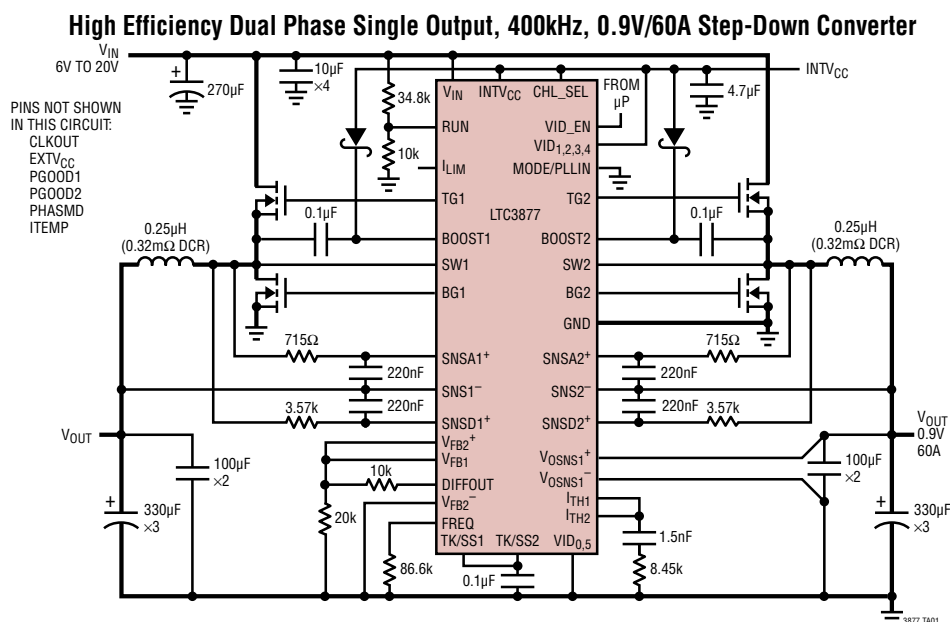 High Efficiency Dual Phase Single Output, 400kHz, 0.9V/60A Step-Down Converter
VIN
6V TO 20V
270µF
10µF
×4
34.8k
10k
INTVCC
4.7µF
FROM
µP
PINS NOT SHOWN
IN THIS CIRCUIT:
CLKOUT
EXTVCC
PGOOD1
PGOOD2
PHASMD
ITEMP
VIN
INTVCC
CHL_SEL
RUN
ILIM
TG1
BOOST1
SW1
BG1
SNSA1+
SNS1−
SNSD1+
VFB2+
VFB1
DIFFOUT
VFB2−
FREQ
TK/SS1
TK/SS2
VID0,5
LTC3877
VID_EN
VID1,2,3,4
MODE/PLLIN
TG2
BOOST2
SW2
BG2
GND
SNSA2+
SNS2−
SNSD2+
VOSNS1+
VOSNS1−
ITH1
ITH2
0.1µF
0.1µF
0.25µH
(0.32mΩ DCR)
0.25µH
(0.32mΩ DCR)
715Ω
220nF
220nF
3.57k
715Ω
220nF
220nF
3.57k
VOUT
100µF
×2
330µF
×3
10k
20k
86.6k
0.1µF
1.5nF
8.45k
100µF
×2
VOUT
0.9V
60A
330µF
×3
3877 TA01